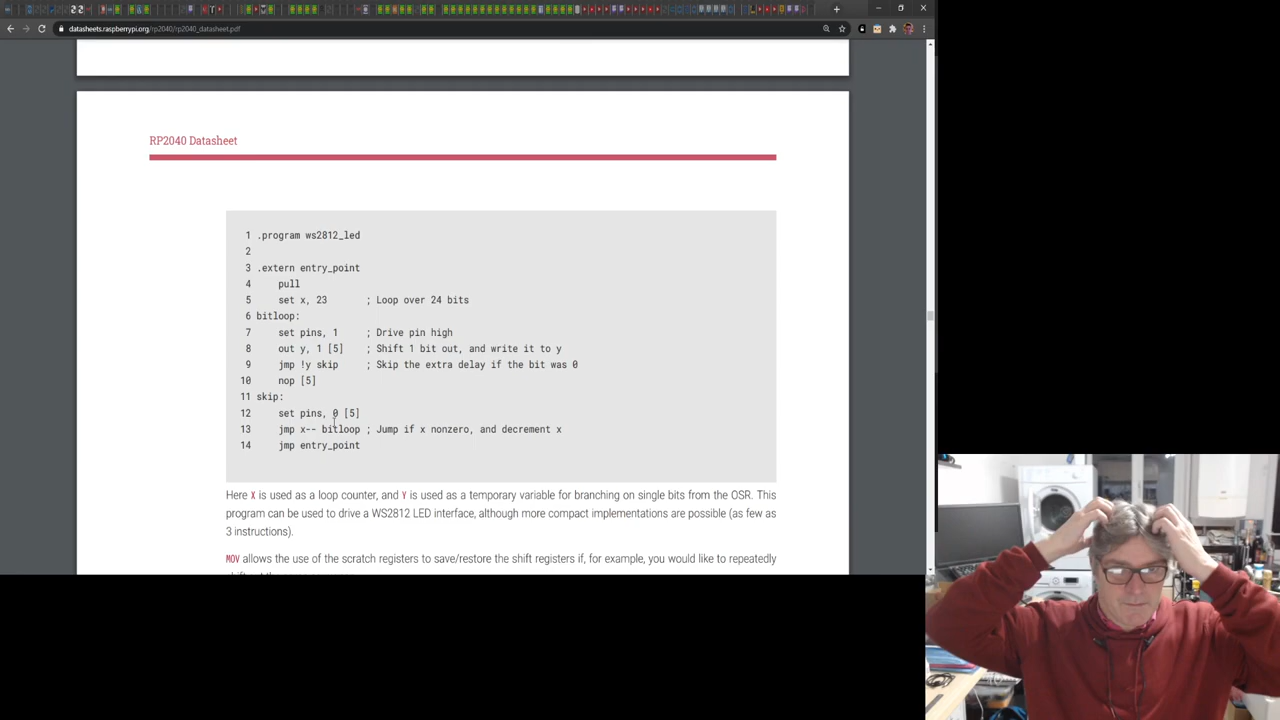 datasheets.raspberrypi.org/rp2040/rp2040_datasheet.pdf
RP2040 Datasheet
1 .program ws2812_led
2
3 .extern entry_point
4 pull
5 set x, 23 ; Loop over 24 bits
6 bitloop:
7 set pins, 1 ; Drive pin high
8 out y, 1 [5] ; Shift 1 bit out, and write it to y
9 jmp !y skip ; Skip the extra delay if the bit was 0
10 nop [5]
11 skip:
12 set pins, 0 [5]
13 jmp x-- bitloop ; Jump if x nonzero, and decrement x
14 jmp entry_point
Here X is used as a loop counter, and Y is used as a temporary variable for branching on single bits from the OSR. This
program can be used to drive a WS2812 LED interface, although more compact implementations are possible (as few as
3 instructions).
MOV allows the use of the scratch registers to save/restore the shift registers if, for example, you would like to repeatedly